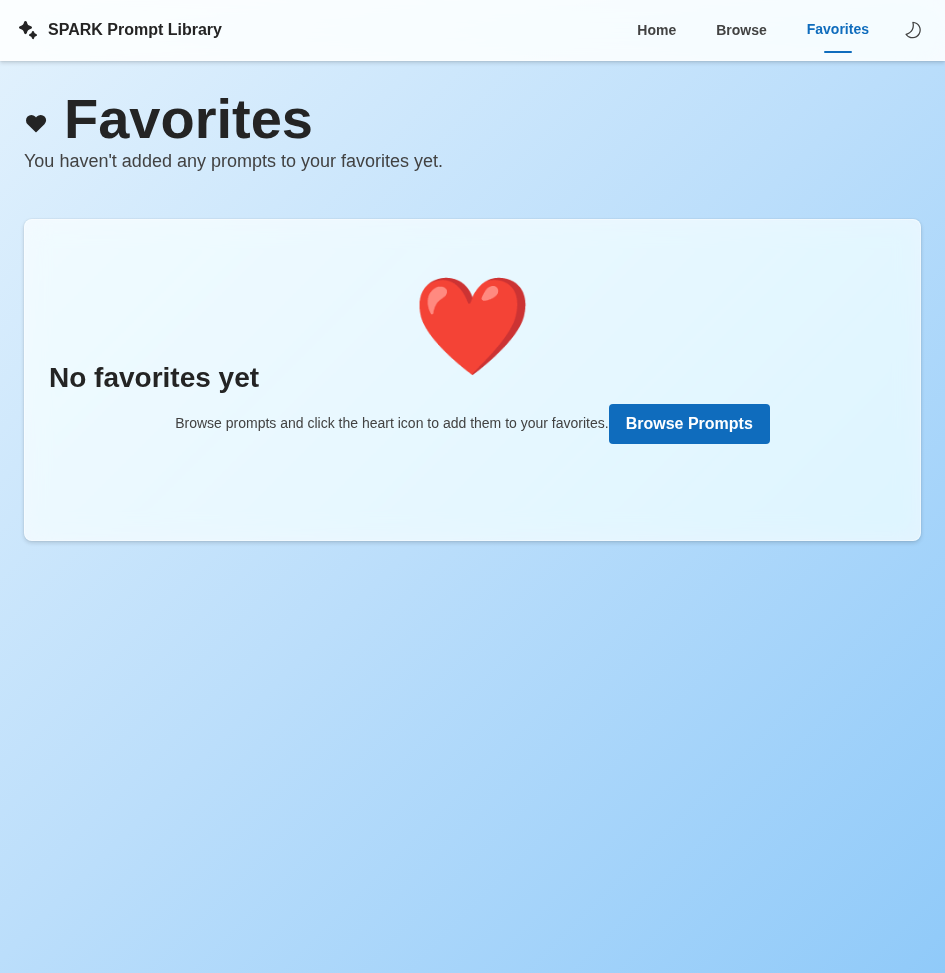 SPARK Prompt Library
Home
Browse
Favorites
Favorites
You haven't added any prompts to your favorites yet.
No favorites yet
Browse prompts and click the heart icon to add them to your favorites.
Browse Prompts